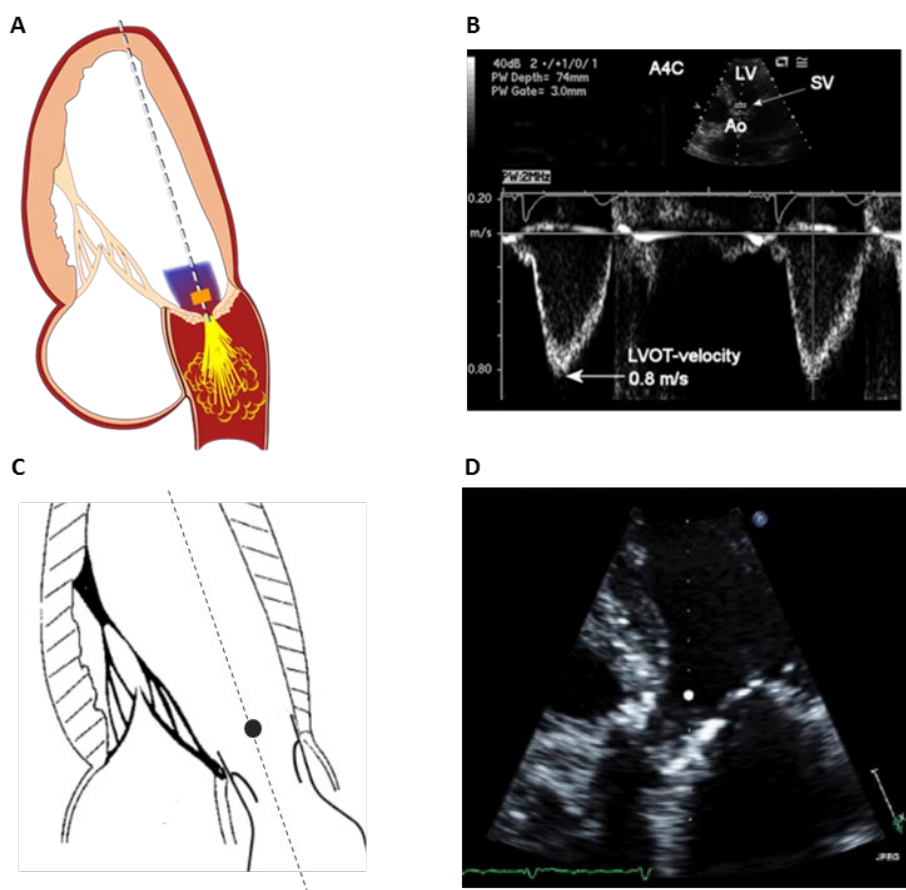 A
B
40dB 2 •/+1/0/ 1
PW Depth= 74mm
PW Gate= 3.0mm
A4C
LV
SV
Ao
PW:2MHz
0.20
m/s
0.80
LVOT-velocity
0.8 m/s
C
D
JPEG